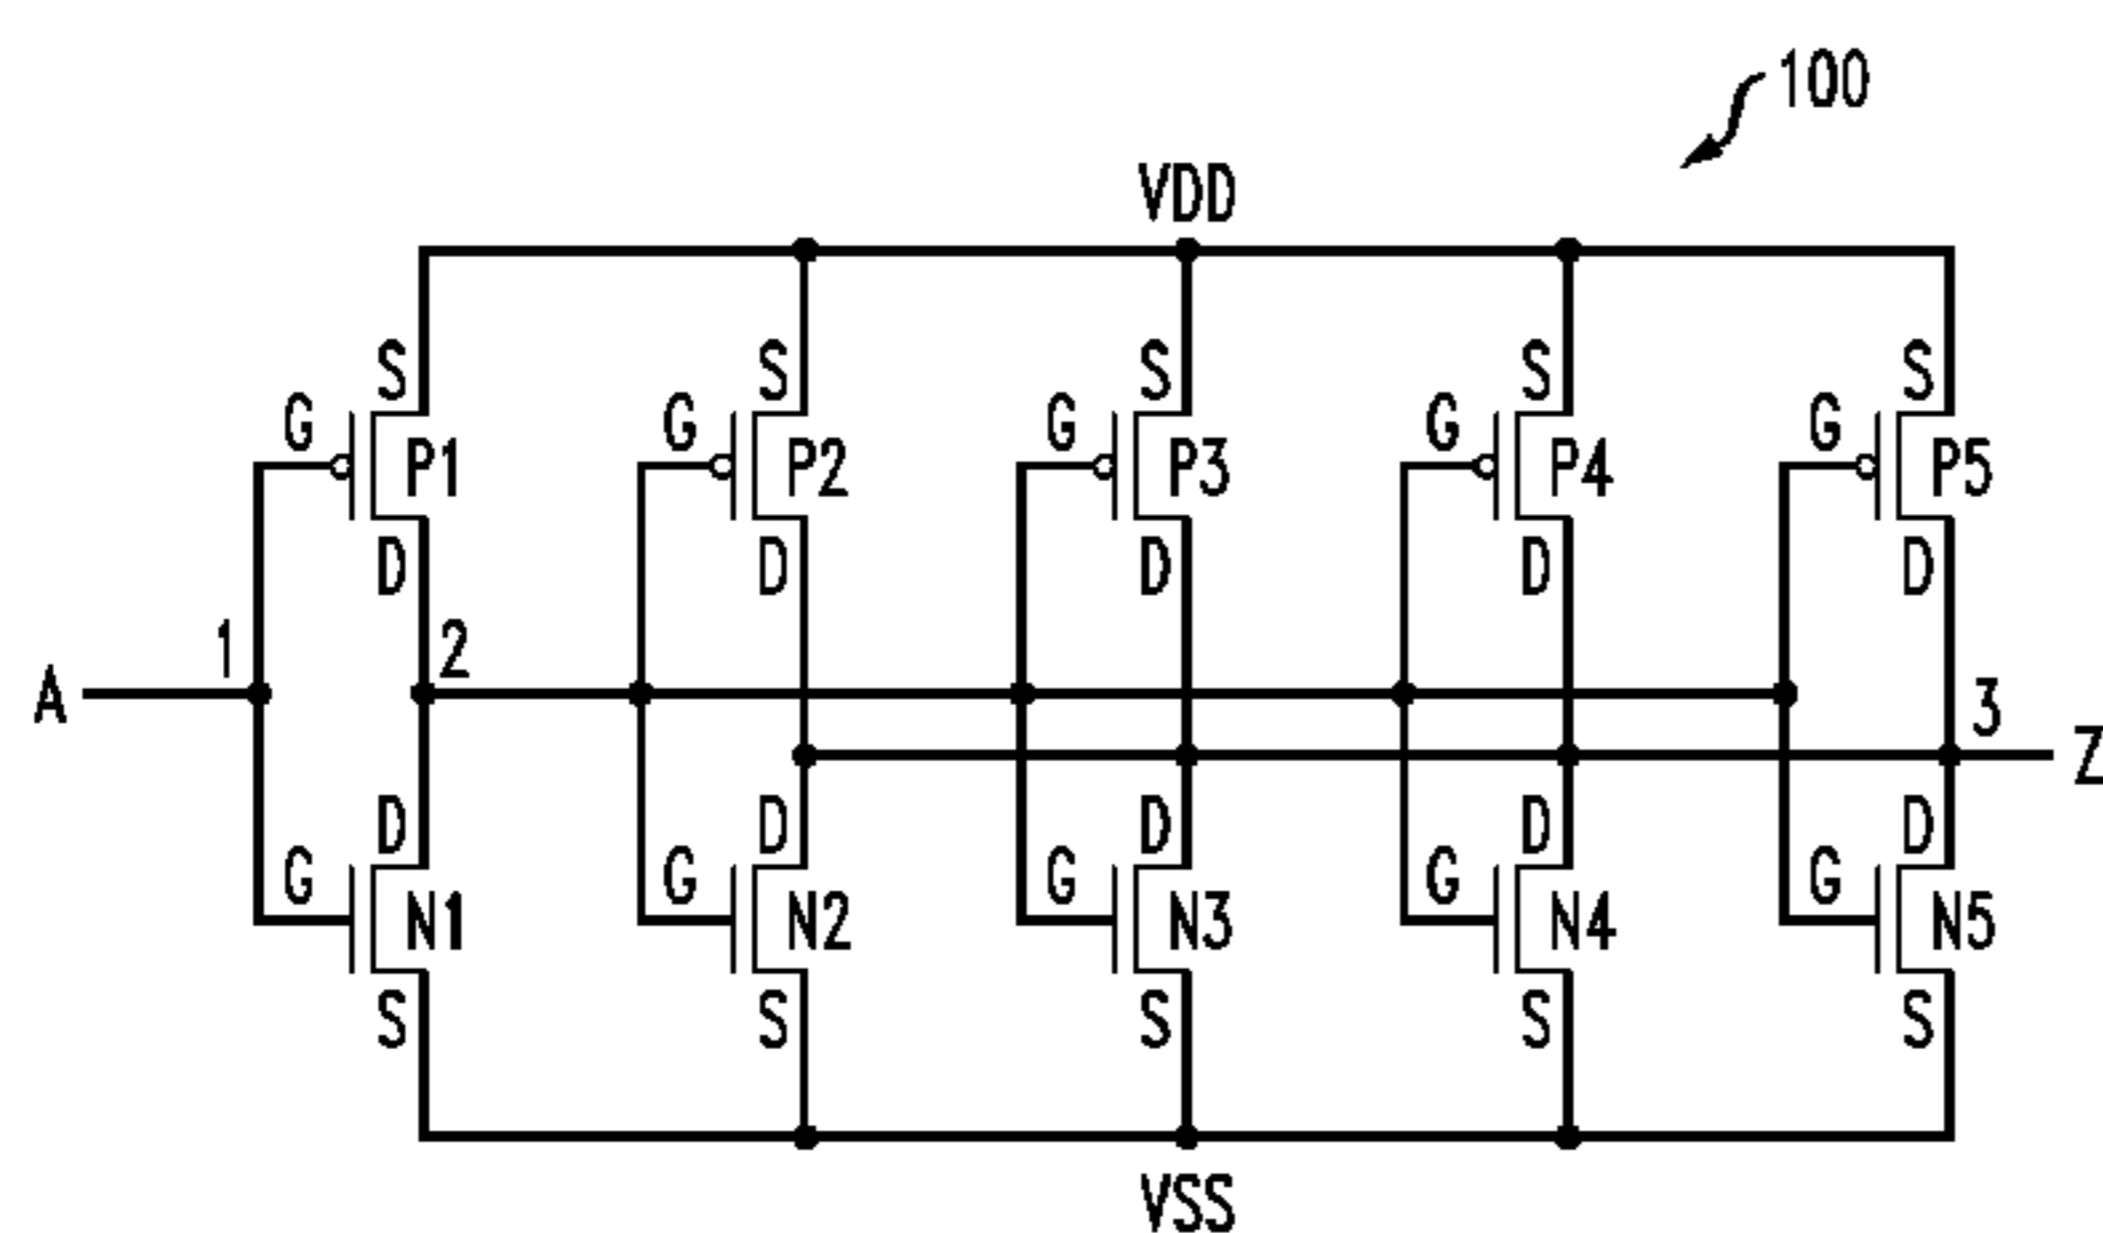 100
VDD
S S S S S
G G G G G
P1 P2 P3 P4 P5
D D D D D
1 2
A 3
Z
D D D D D
G G G G G
N1 N2 N3 N4 N5
S S S S S
VSS